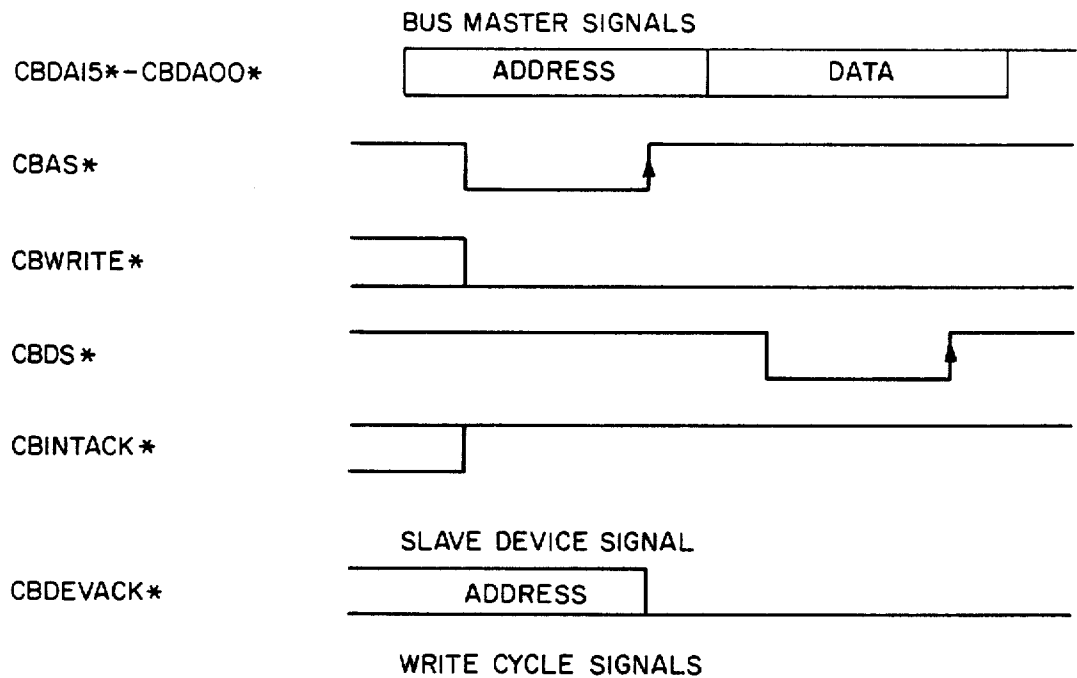 BUS MASTER SIGNALS
CBDA15*-CBDA00* ADDRESS DATA
CBAS*
CBWRITE*
CBDS*
CBINTACK*
SLAVE DEVICE SIGNAL
CBDEVACK* ADDRESS
WRITE CYCLE SIGNALS